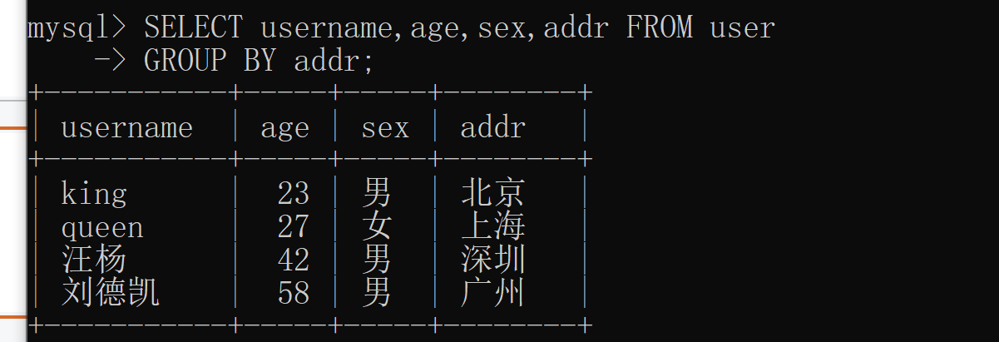 mysql> SELECT username,age,sex,addr FROM user
    -> GROUP BY addr;
+-----------+-----+-----+--------+
| username  | age | sex | addr   |
+-----------+-----+-----+--------+
| king      |  23 | 男  | 北京   |
| queen     |  27 | 女  | 上海   |
| 汪杨      |  42 | 男  | 深圳   |
| 刘德凯    |  58 | 男  | 广州   |
+-----------+-----+-----+--------+